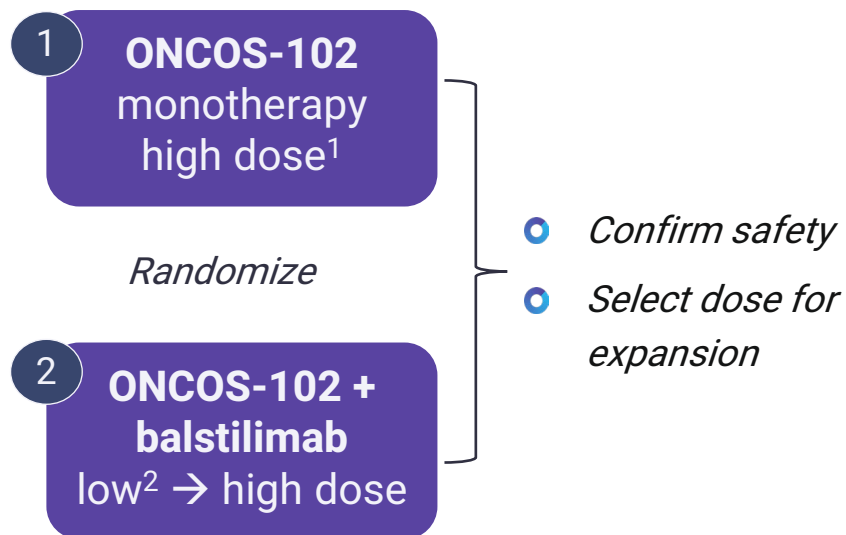 1
ONCOS-102
monotherapy
high dose¹
Randomize
2
ONCOS-102 +
balstilimab
low² → high dose
Confirm safety
Select dose for
expansion